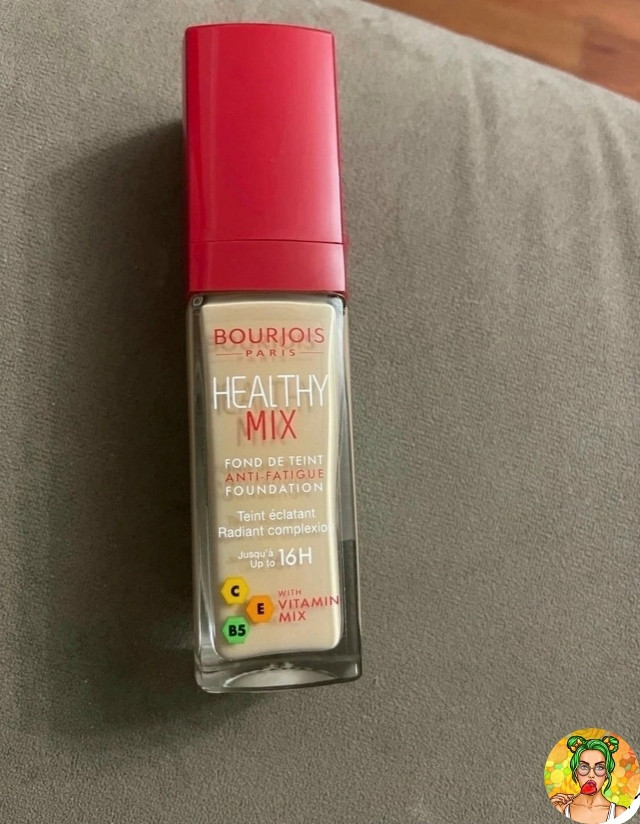 BOURJOIS
PARIS
HEALTHY
MIX
FOND DE TEINT
ANTI-FATIGUE
FOUNDATION
Teint éclatant
Radiant complexio
Jusqu'à
Up to 16H
C
E
B5
WITH
VITAMIN
MIX